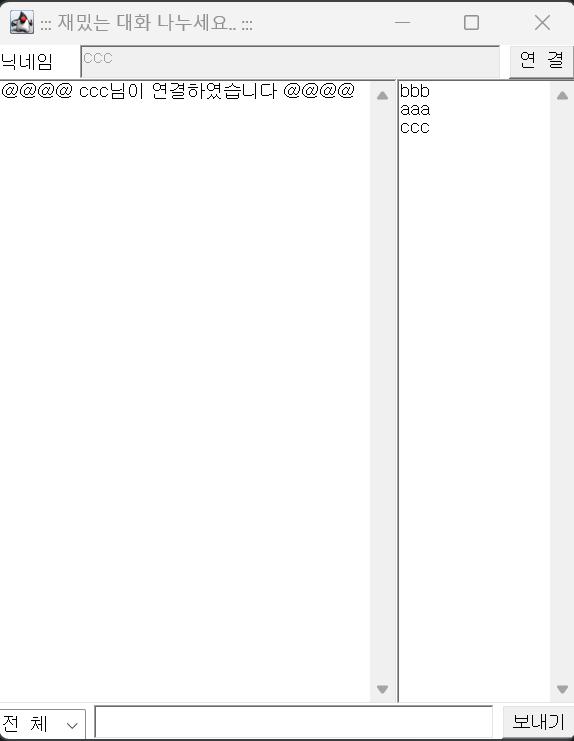 ::: 재밌는 대화 나누세요.. :::
닉네임 ccc 연 결
@@@@ ccc님이 연결하였습니다 @@@@
bbb
aaa
ccc
전 체 보내기